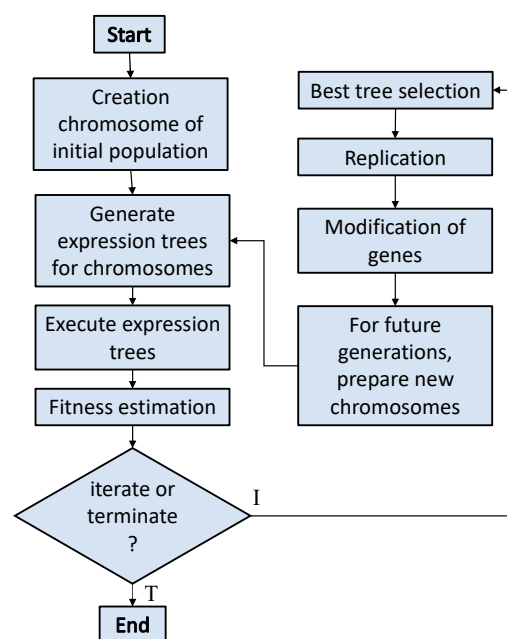 Start
Creation
chromosome of
initial population
Generate
expression trees
for chromosomes
Execute expression
trees
Fitness estimation
iterate or
terminate
?
I
T
End
Best tree selection
Replication
Modification of
genes
For future
generations,
prepare new
chromosomes